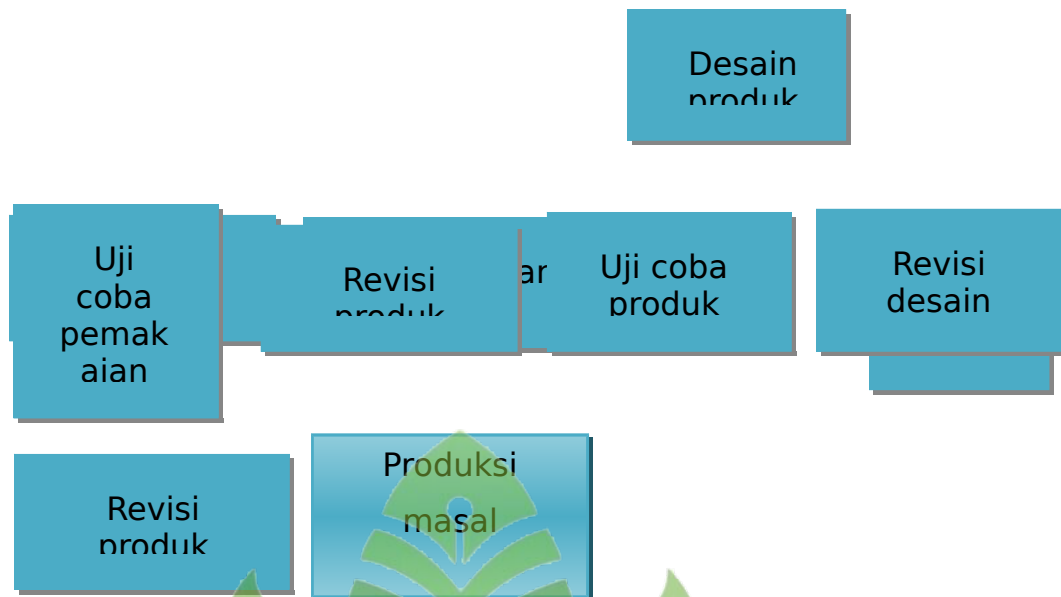 Desain
produk
Uji
coba
pemak
aian
Revisi
produk
Uji coba
produk
Revisi
desain
Revisi
produk
Produksi
masal